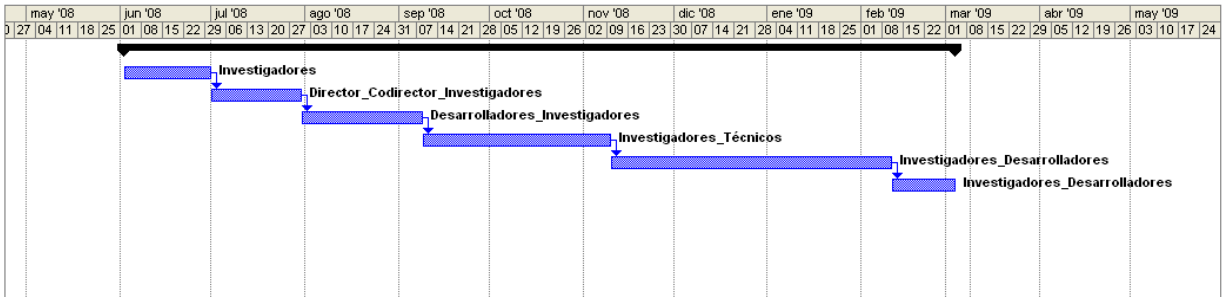 may '08 jun '08 jul '08 ago '08 sep '08 oct '08 nov '08 dic '08 ene '09 feb '09 mar '09 abr '09 may '09
27 04 11 18 25 01 08 15 22 29 06 13 20 27 03 10 17 24 31 07 14 21 28 05 12 19 26 02 09 16 23 30 07 14 21 28 04 11 18 25 01 08 15 22 01 08 15 22 29 05 12 19 26 03 10 17 24
Investigadores
Director_Codirector_Investigadores
Desarrolladores_Investigadores
Investigadores_Técnicos
Investigadores_Desarrolladores
Investigadores_Desarrolladores